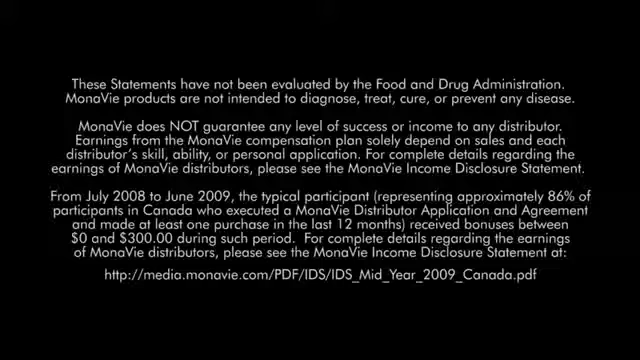 These Statements have not been evaluated by the Food and Drug Administration.
MonaVie products are not intended to diagnose, treat, cure, or prevent any disease.
MonaVie does NOT guarantee any level of success or income to any distributor.
Earnings from the MonaVie compensation plan solely depend on sales and each
distributor's skill, ability, or personal application. For complete details regarding the
earnings of MonaVie distributors, please see the MonaVie Income Disclosure Statement.
From July 2008 to June 2009, the typical participant (representing approximately 86% of
participants in Canada who executed a MonaVie Distributor Application and Agreement
and made at least one purchase in the last 12 months) received bonuses between
$0 and $300.00 during such period. For complete details regarding the earnings
of MonaVie distributors, please see the MonaVie Income Disclosure Statement at:
http://media.monavie.com/PDF/IDS/IDS_Mid_Year_2009_Canada.pdf